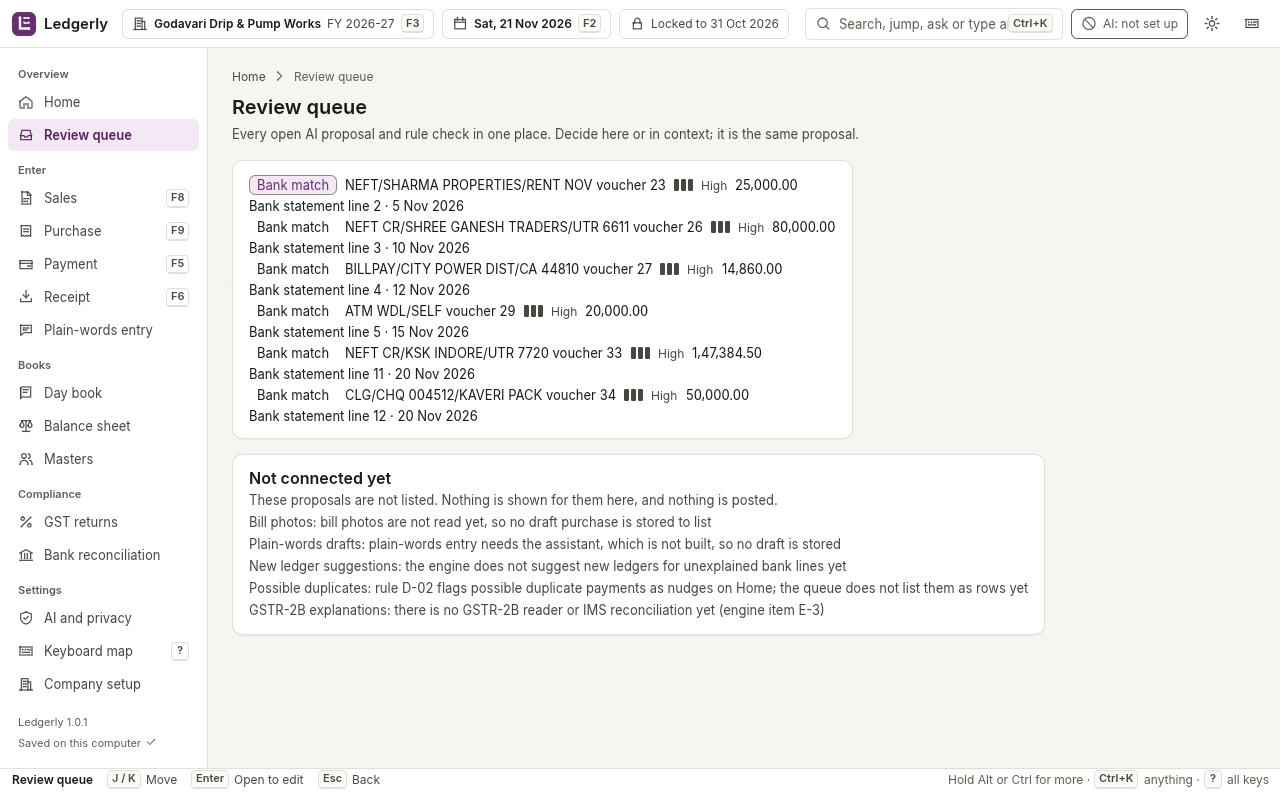 Ledgerly
Godavari Drip & Pump Works FY 2026-27 F3
Sat, 21 Nov 2026 F2
Locked to 31 Oct 2026
Search, jump, ask or type a Ctrl+K
AI: not set up
Overview
Home
Review queue
Enter
Sales F8
Purchase F9
Payment F5
Receipt F6
Plain-words entry
Books
Day book
Balance sheet
Masters
Compliance
GST returns
Bank reconciliation
Settings
AI and privacy
Keyboard map ?
Company setup
Ledgerly 1.0.1
Saved on this computer
Home > Review queue
Review queue
Every open AI proposal and rule check in one place. Decide here or in context; it is the same proposal.
Bank match NEFT/SHARMA PROPERTIES/RENT NOV voucher 23 High 25,000.00
Bank statement line 2 · 5 Nov 2026
Bank match NEFT CR/SHREE GANESH TRADERS/UTR 6611 voucher 26 High 80,000.00
Bank statement line 3 · 10 Nov 2026
Bank match BILLPAY/CITY POWER DIST/CA 44810 voucher 27 High 14,860.00
Bank statement line 4 · 12 Nov 2026
Bank match ATM WDL/SELF voucher 29 High 20,000.00
Bank statement line 5 · 15 Nov 2026
Bank match NEFT CR/KSK INDORE/UTR 7720 voucher 33 High 1,47,384.50
Bank statement line 11 · 20 Nov 2026
Bank match CLG/CHQ 004512/KAVERI PACK voucher 34 High 50,000.00
Bank statement line 12 · 20 Nov 2026
Not connected yet
These proposals are not listed. Nothing is shown for them here, and nothing is posted.
Bill photos: bill photos are not read yet, so no draft purchase is stored to list
Plain-words drafts: plain-words entry needs the assistant, which is not built, so no draft is stored
New ledger suggestions: the engine does not suggest new ledgers for unexplained bank lines yet
Possible duplicates: rule D-02 flags possible duplicate payments as nudges on Home; the queue does not list them as rows yet
GSTR-2B explanations: there is no GSTR-2B reader or IMS reconciliation yet (engine item E-3)
Review queue J / K Move Enter Open to edit Esc Back
Hold Alt or Ctrl for more · Ctrl+K anything · ? all keys